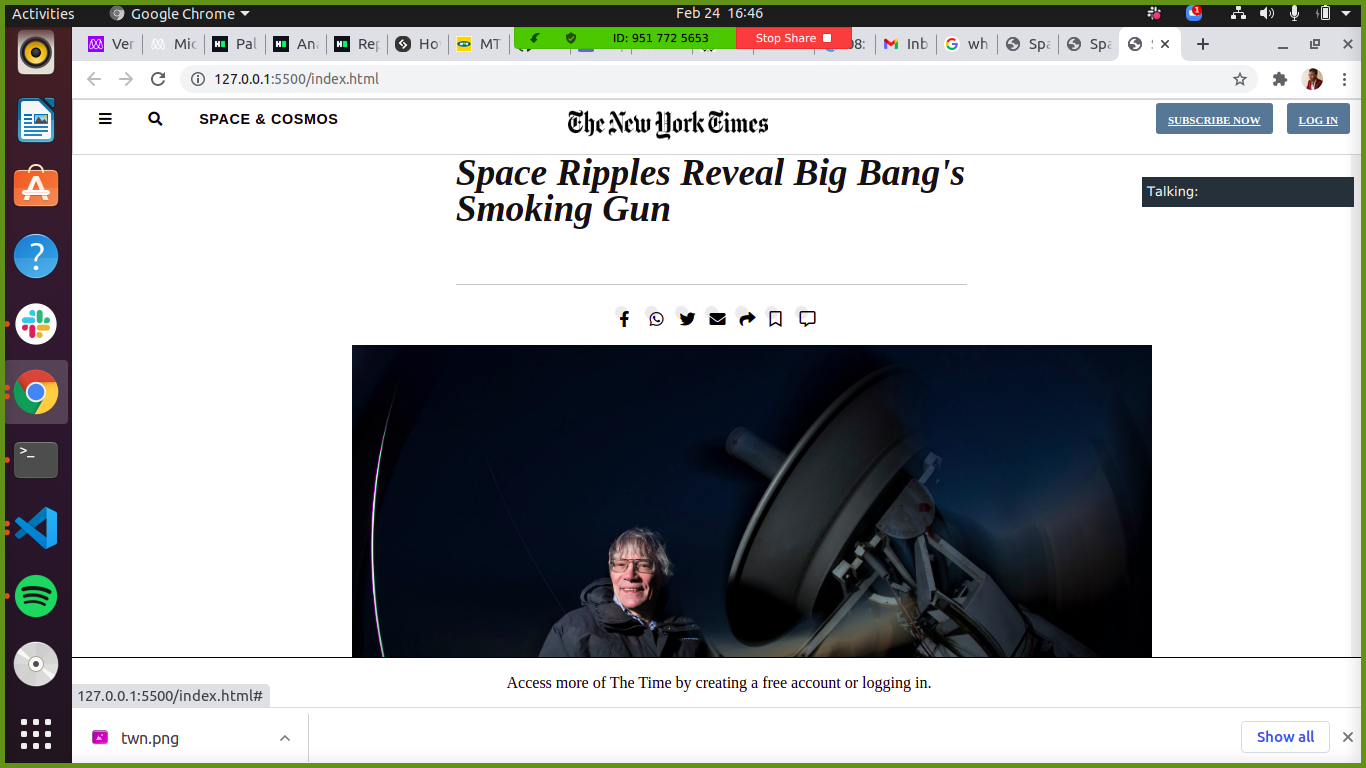 Activities
Google Chrome
Feb 24 16:46
1
Ver
Mic
Pal
Ana
Rep
Ho
MT
ID: 951 772 5653
Stop Share
08:
Inb
wh
Spa
Spa
127.0.0.1:5500/index.html
SPACE & COSMOS
The New York Times
SUBSCRIBE NOW
LOG IN
Space Ripples Reveal Big Bang's
Smoking Gun
Talking:
Access more of The Time by creating a free account or logging in.
127.0.0.1:5500/index.html#
twn.png
Show all